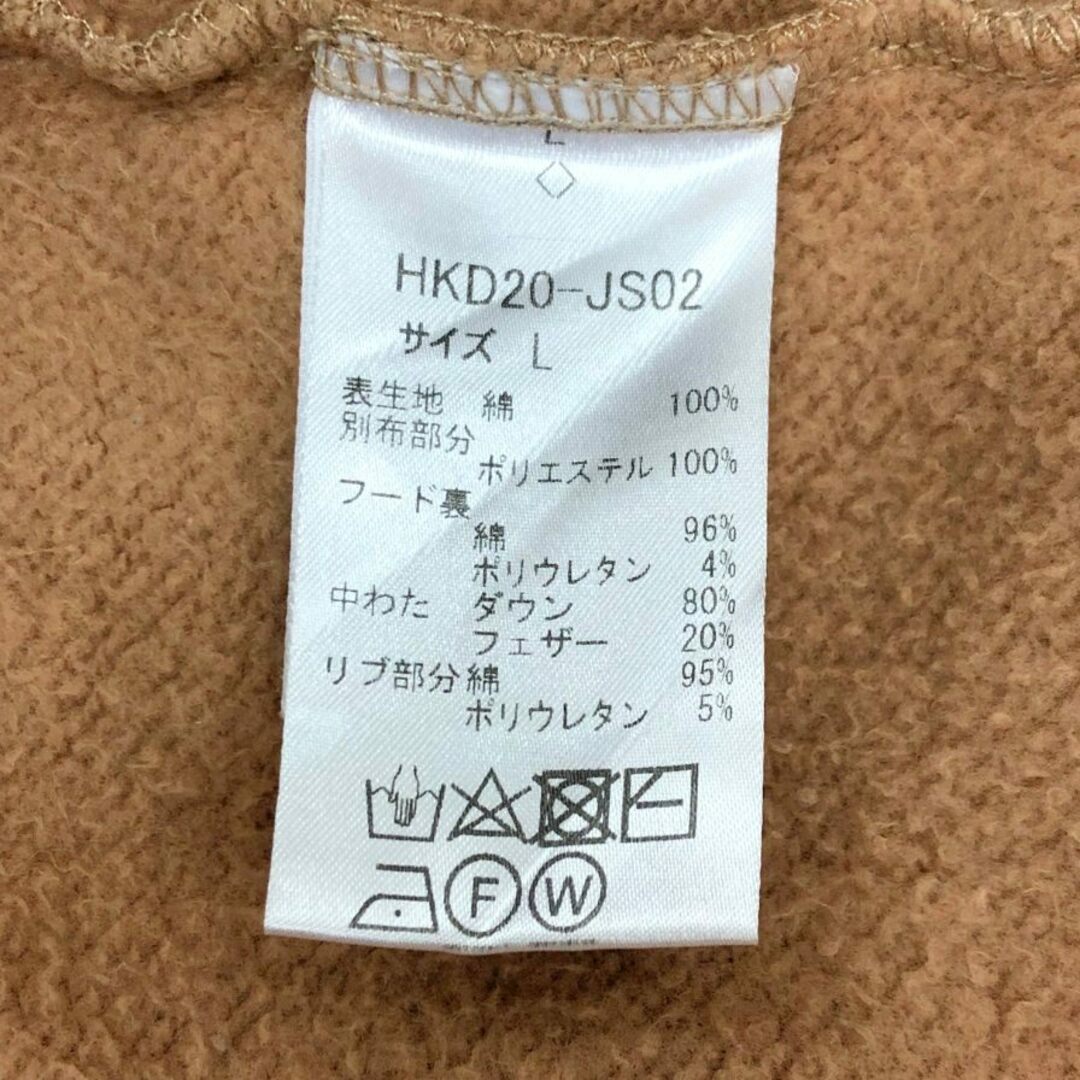 L
HKD20-JS02
サイズ L
表生地 綿 100%
別布部分
ポリエステル 100%
フード裏
綿 96%
ポリウレタン 4%
中わた ダウン 80%
フェザー 20%
リブ部分 綿 95%
ポリウレタン 5%
F W